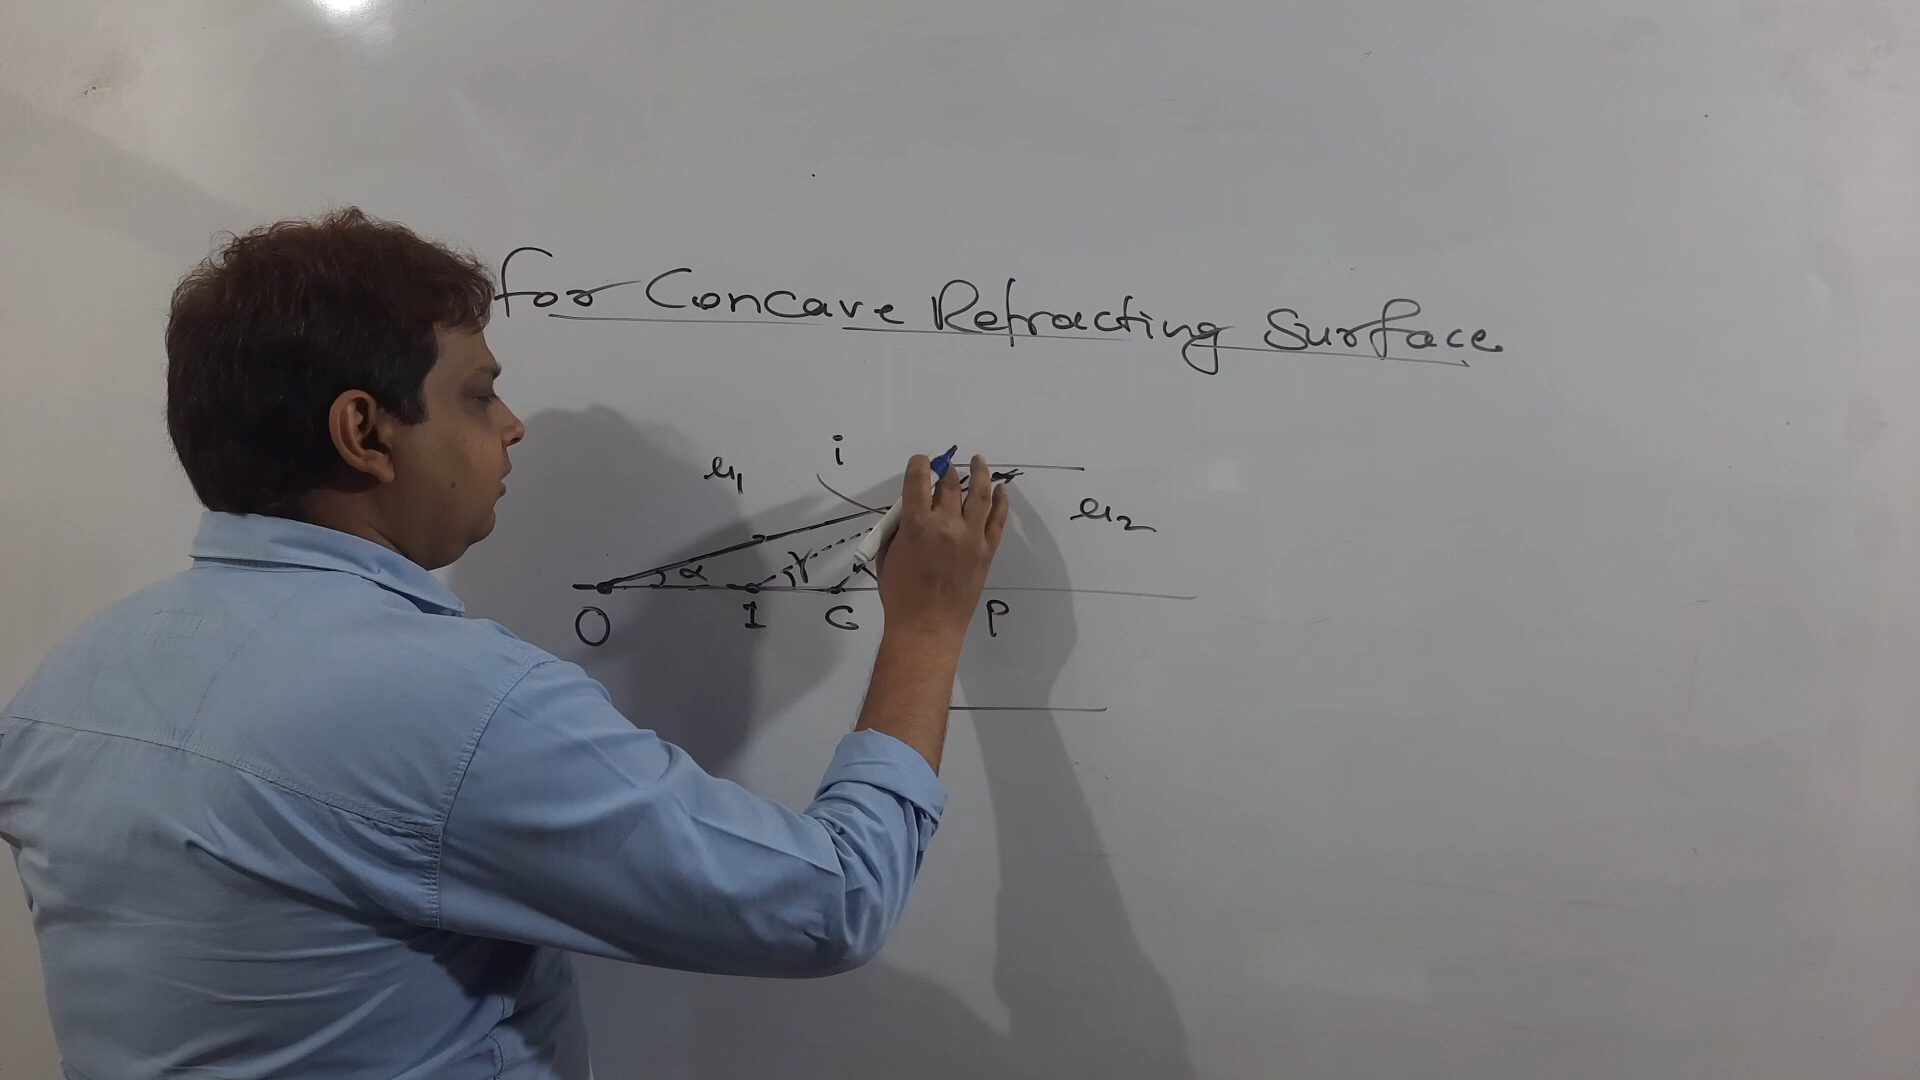 for Concave Refracting Surface
i
μ1
μ2
α
γ
O
I
C
P